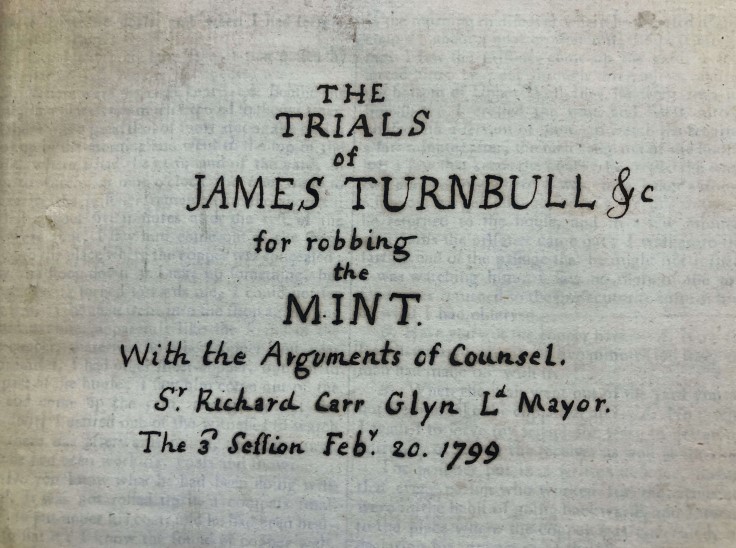 THE
TRIALS
of
JAMES TURNBULL &c
for robbing
the
MINT.
With the Arguments of Counsel.
Sr. Richard Carr Glyn Ld Mayor.
The 3d Seſsion Feby. 20. 1799